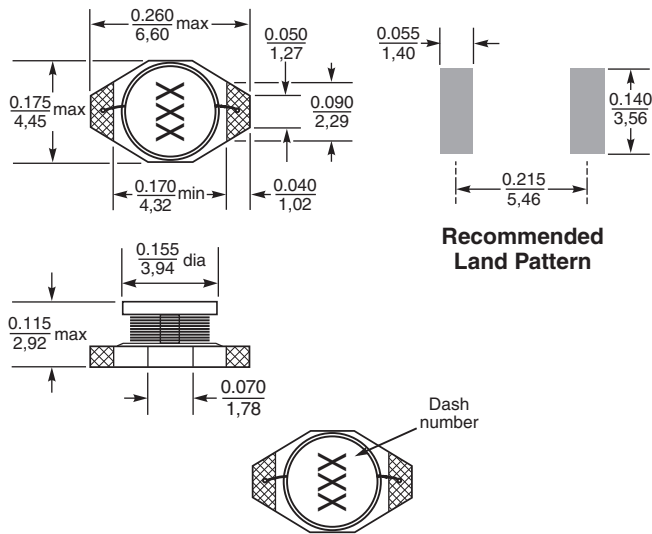 0.260
6,60 max
0.050
1,27
0.055
1,40
0.175
4,45 max
XXX
0.090
2,29
0.140
3,56
0.170
4,32 min
0.040
1,02
0.215
5,46
Recommended
Land Pattern
0.155
3,94 dia
0.115
2,92 max
0.070
1,78
Dash
number
XXX